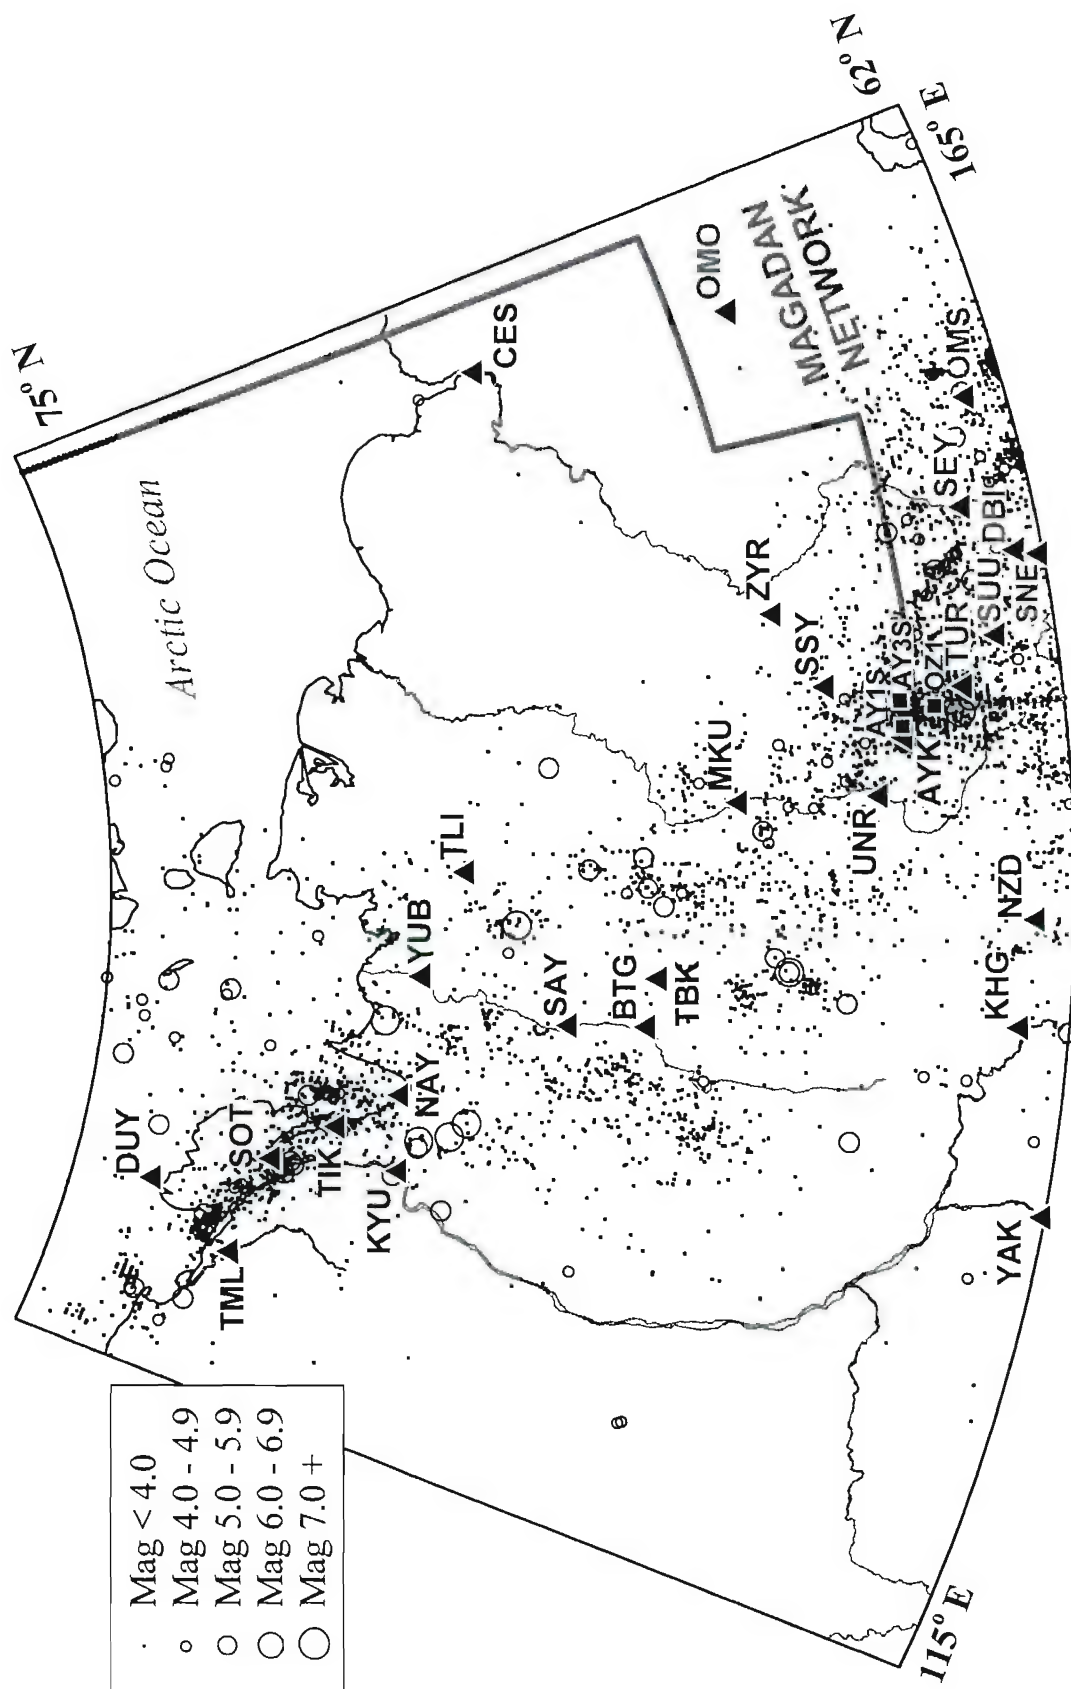 75° N
62° N
165° E
115° E
Arctic Ocean
MAGADAN
NETWORK
OMO
CES
OMS
SEY
DBI
SUU
SNE
TUR
OZ1
AY3S
AY1S
AYK
ZYR
SSY
MKU
UNR
NZD
KHG
TLI
YUB
SAY
BTG
TBK
NAY
DUY
SOT
TIK
KYU
TML
YAK
Mag < 4.0
Mag 4.0 - 4.9
Mag 5.0 - 5.9
Mag 6.0 - 6.9
Mag 7.0 +